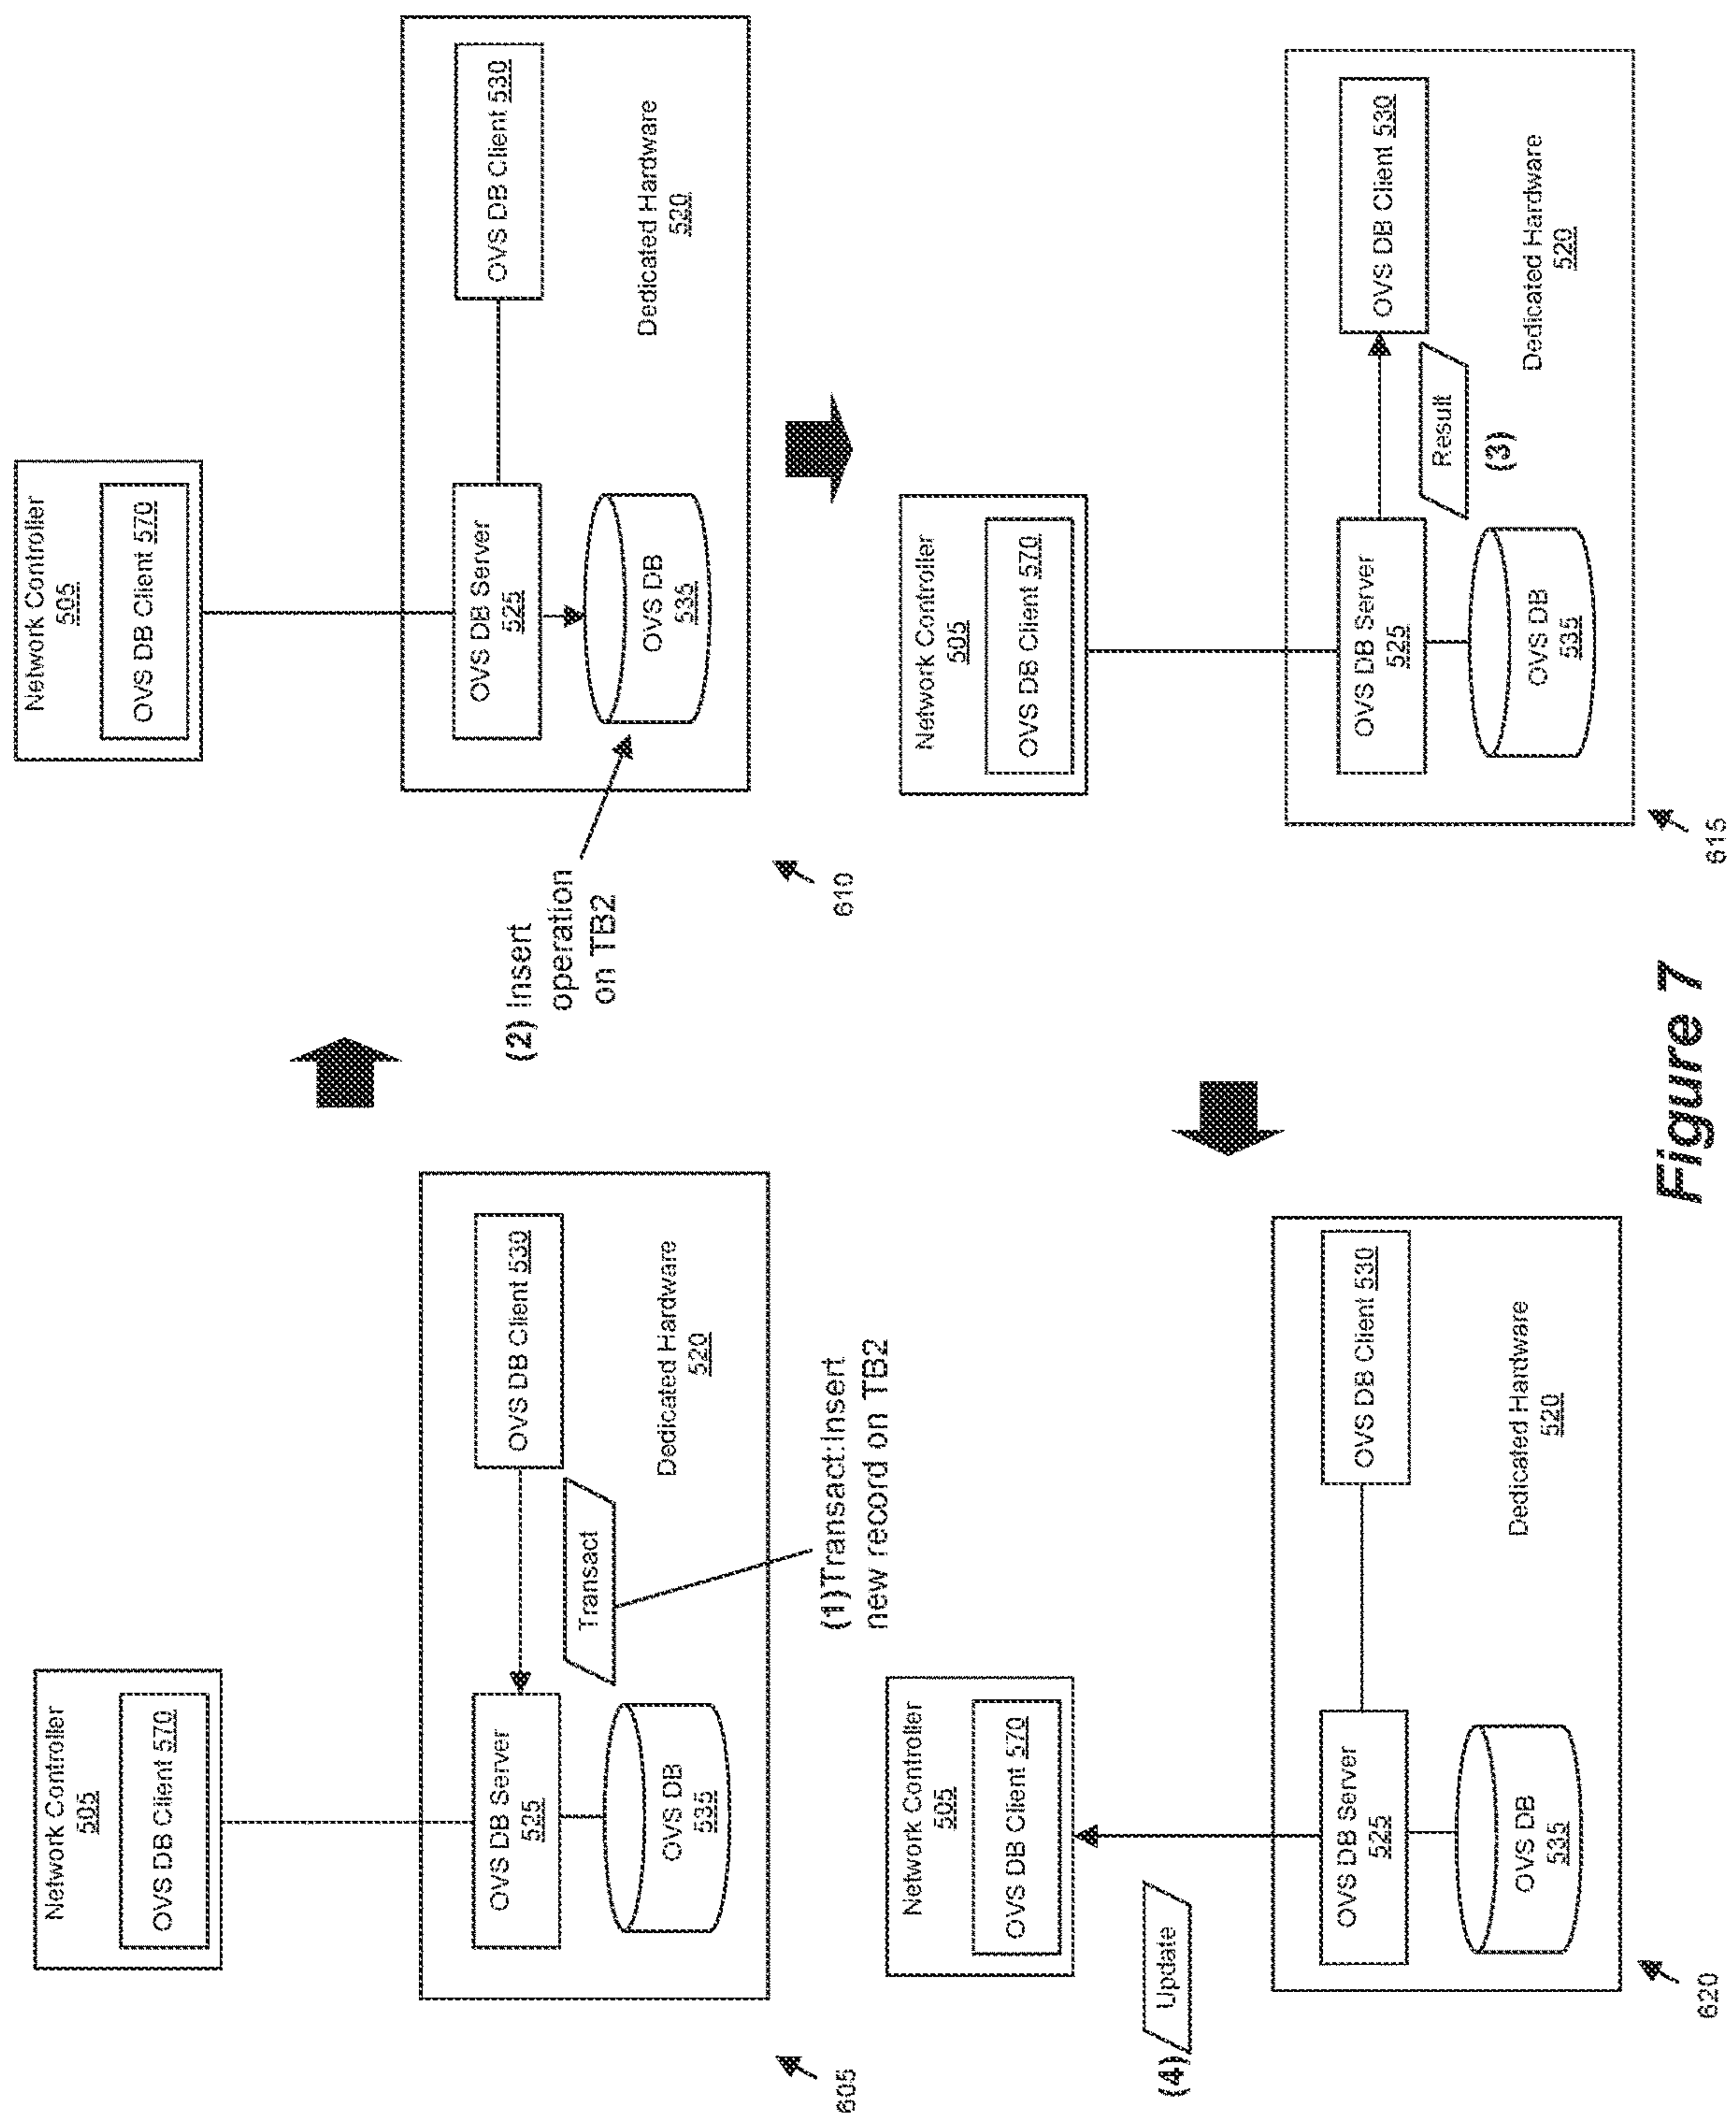 Network Controller
505
OVS DB Client 570
OVS DB Server
525
OVS DB Client 530
Transact
OVS DB
535
Dedicated Hardware
520
(1)Transact:Insert
new record on TB2
605
Network Controller
505
OVS DB Client 570
OVS DB Server
525
OVS DB Client 530
OVS DB
535
Dedicated Hardware
520
(2) Insert
operation
on TB2
610
Network Controller
505
OVS DB Client 570
OVS DB Server
525
OVS DB Client 530
Result
(3)
OVS DB
535
Dedicated Hardware
520
615
Network Controller
505
OVS DB Client 570
(4)
Update
OVS DB Server
525
OVS DB Client 530
OVS DB
535
Dedicated Hardware
520
620
Figure 7